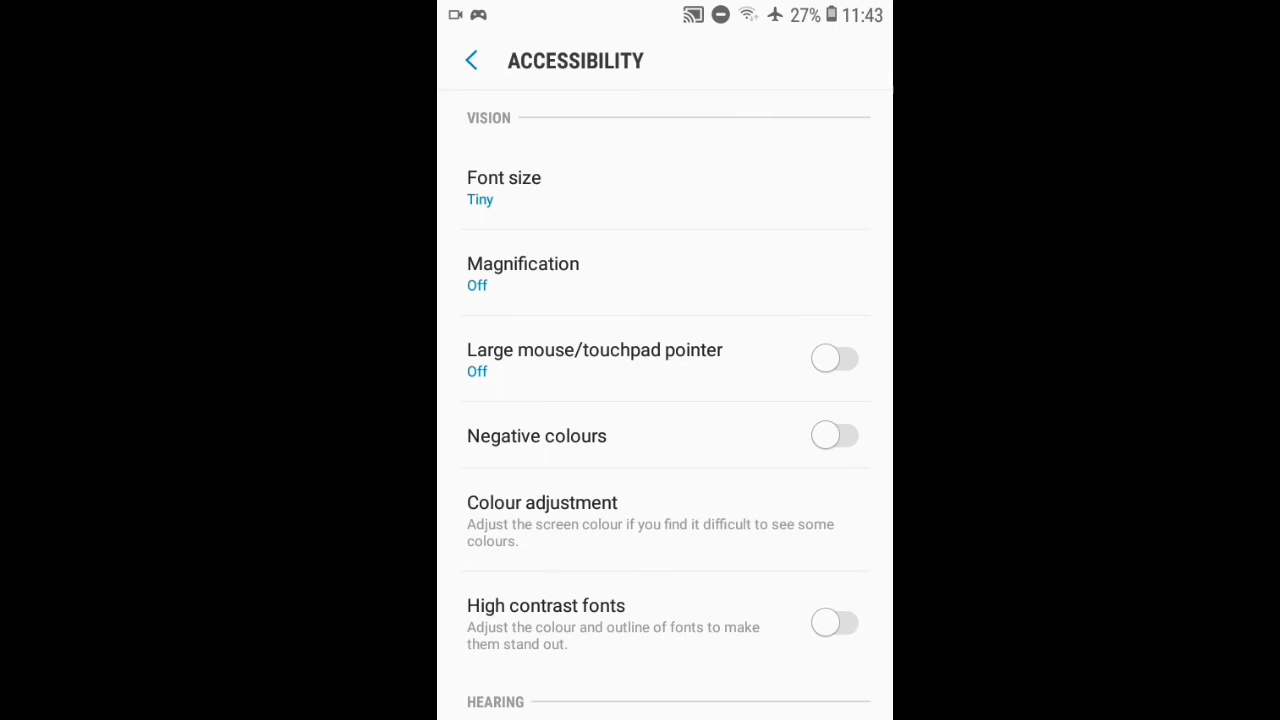 27% 11:43
ACCESSIBILITY
VISION
Font size
Tiny
Magnification
Off
Large mouse/touchpad pointer
Off
Negative colours
Colour adjustment
Adjust the screen colour if you find it difficult to see some
colours.
High contrast fonts
Adjust the colour and outline of fonts to make
them stand out.
HEARING